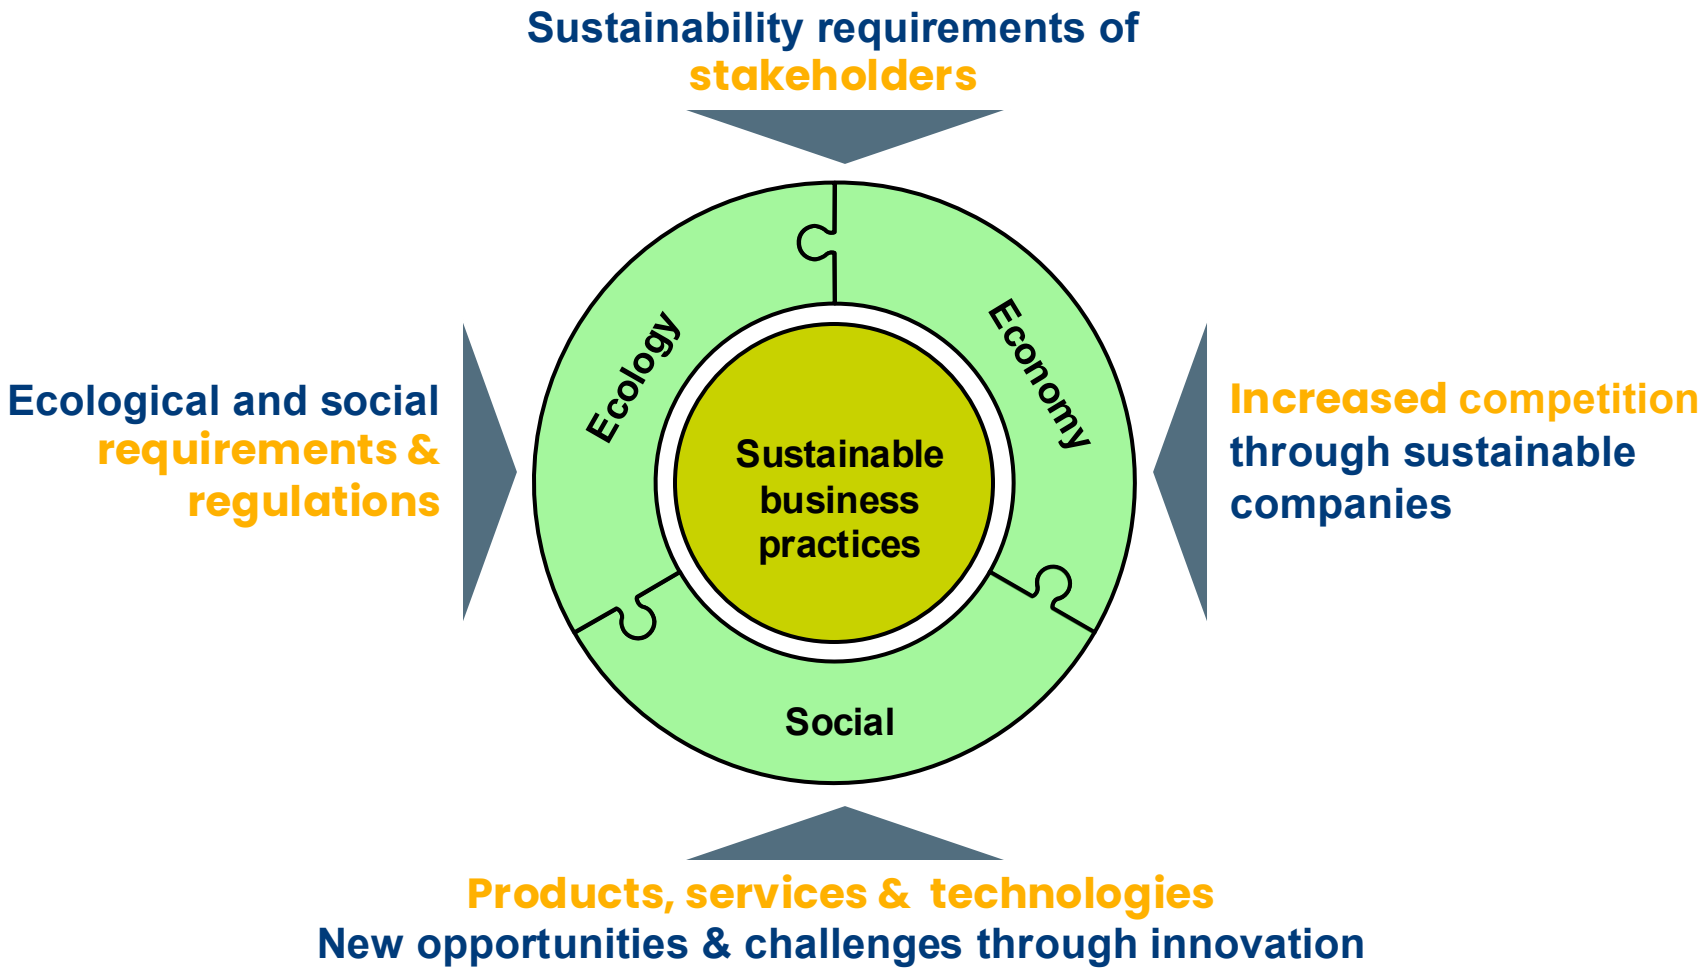 Sustainability requirements of
stakeholders
Ecology
Economy
Ecological and social
requirements &
regulations
Sustainable
business
practices
Increased competition
through sustainable
companies
Social
Products, services & technologies
New opportunities & challenges through innovation